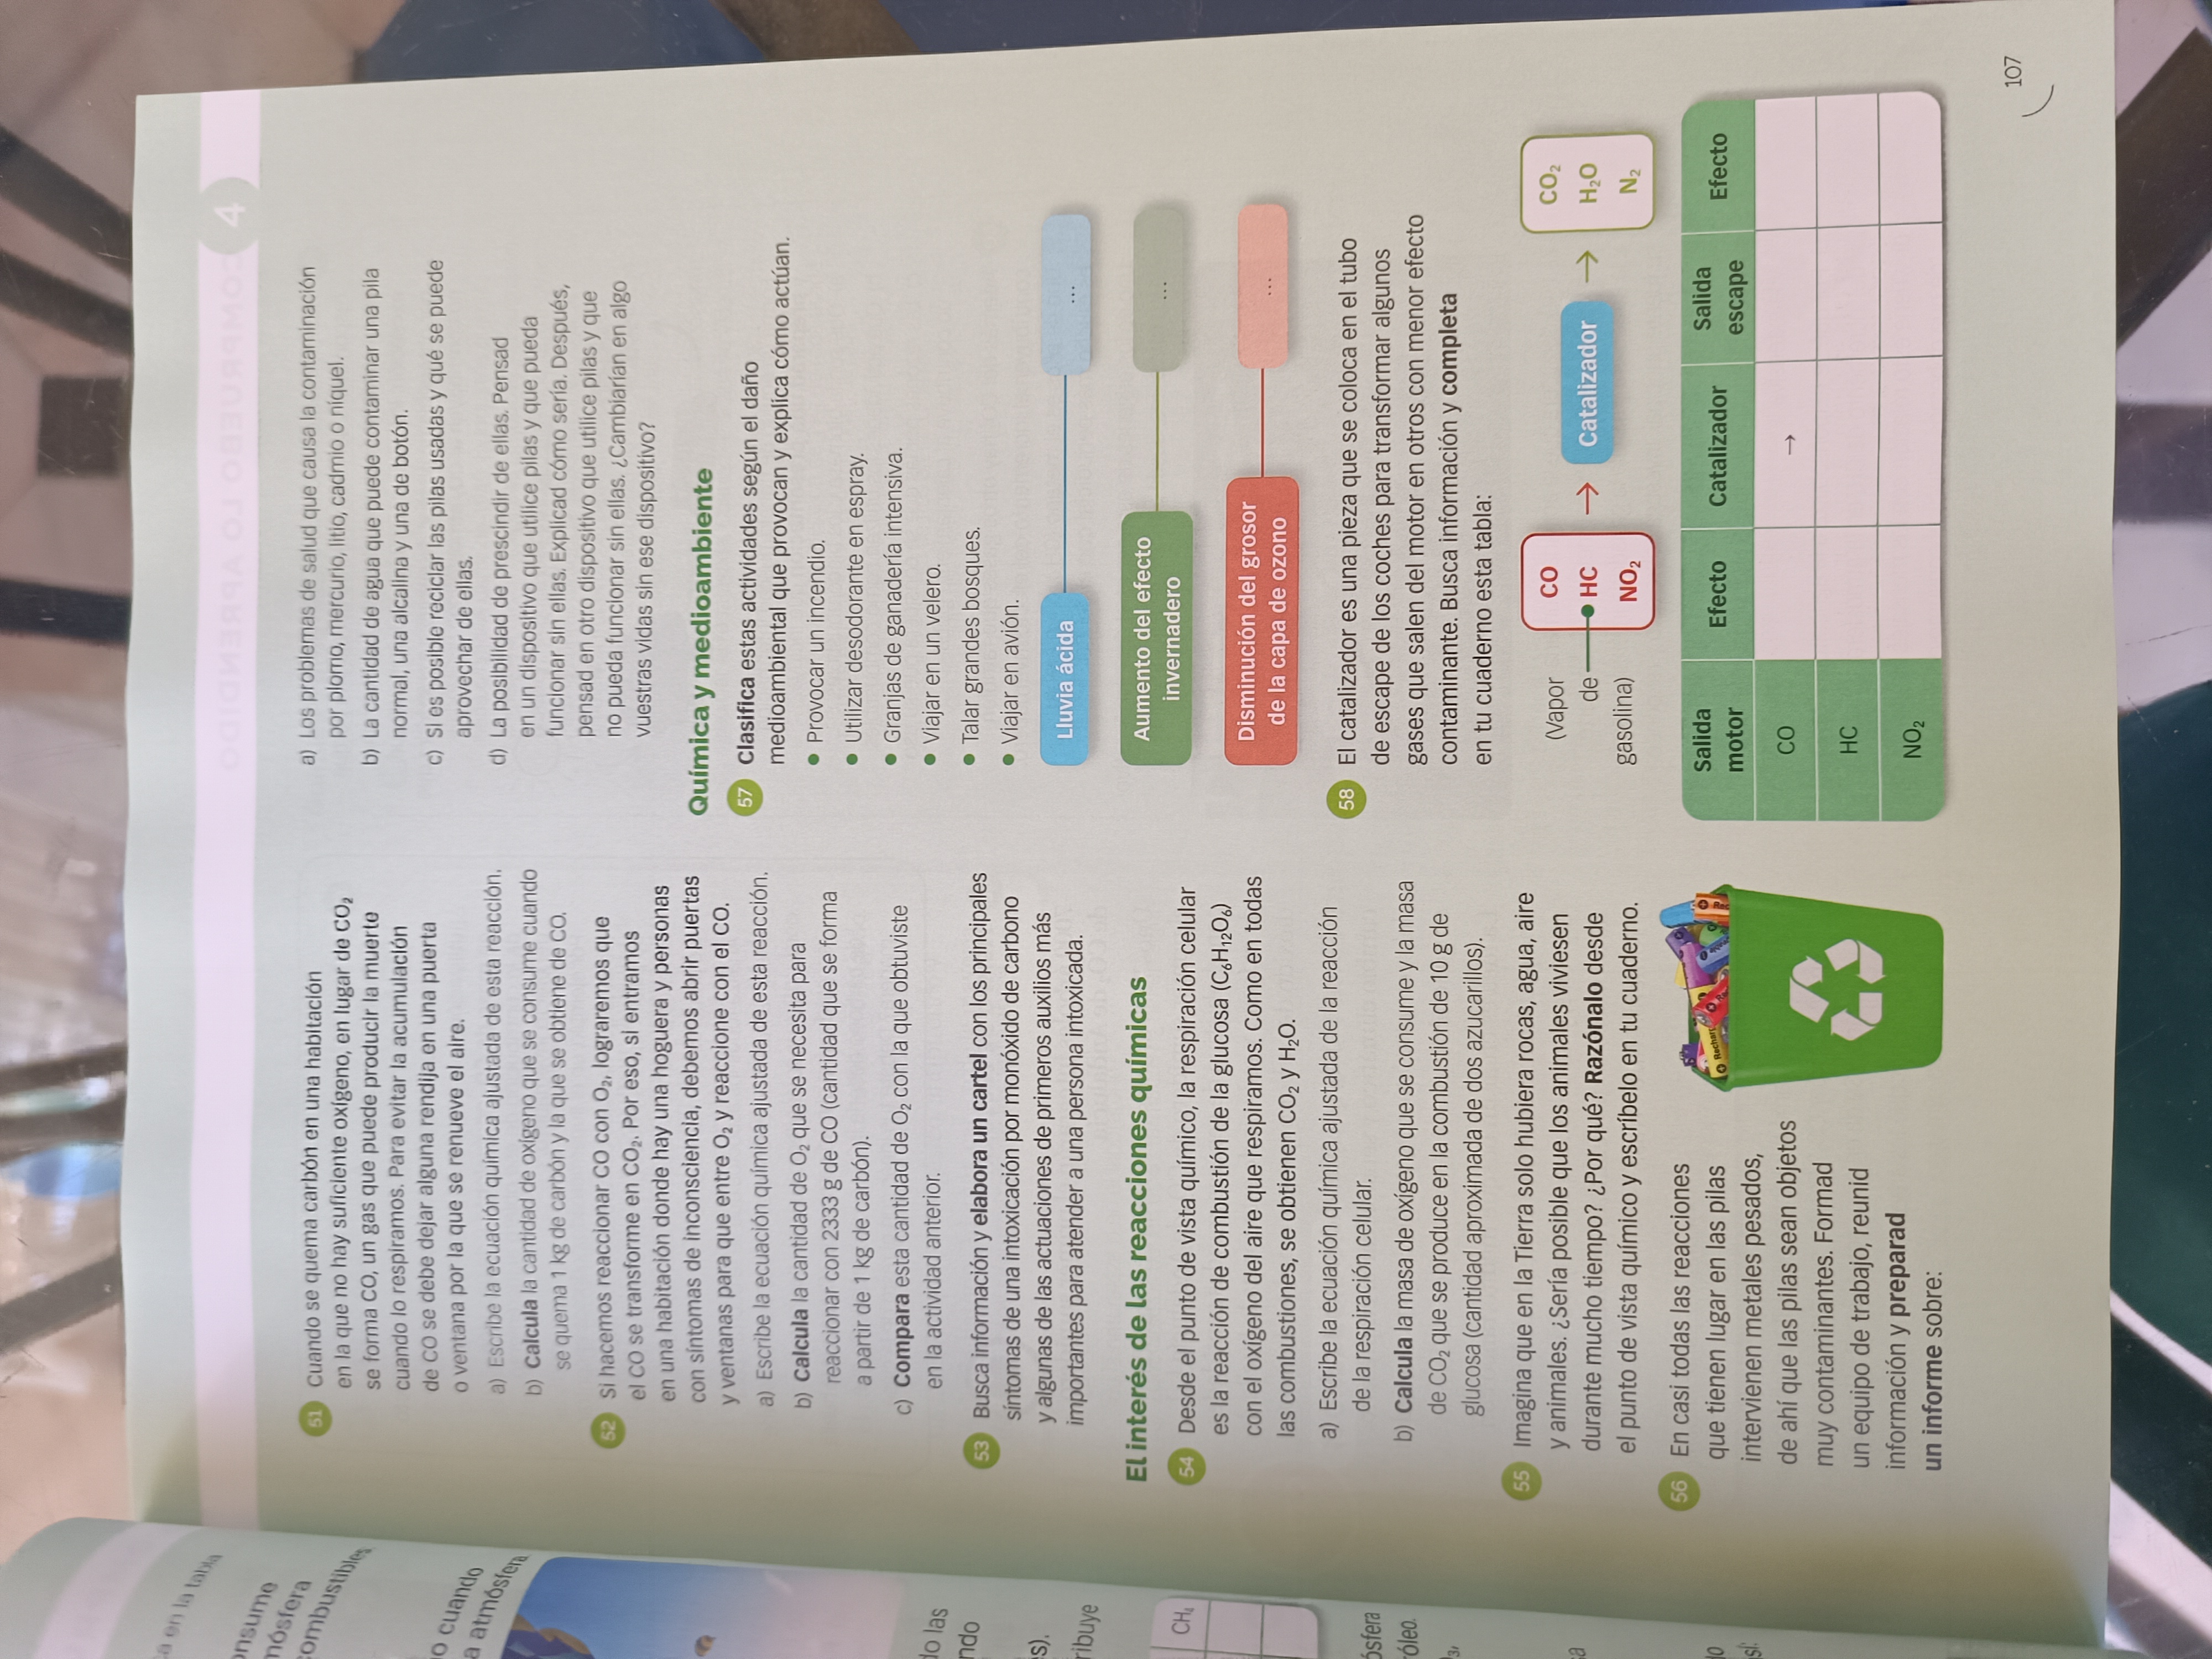 COMPRUEBO LO APRENDIDO
4
51 Cuando se quema carbón en una habitación
en la que no hay suficiente oxígeno, en lugar de CO₂
se forma CO, un gas que puede producir la muerte
cuando lo respiramos. Para evitar la acumulación
de CO se debe dejar alguna rendija en una puerta
o ventana por la que se renueve el aire.
a) Escribe la ecuación química ajustada de esta reacción.
b) Calcula la cantidad de oxígeno que se consume cuando
se quema 1 kg de carbón y la que se obtiene de CO.
52 Si hacemos reaccionar CO con O₂, lograremos que
el CO se transforme en CO₂. Por eso, si entramos
en una habitación donde hay una hoguera y personas
con síntomas de inconsciencia, debemos abrir puertas
y ventanas para que entre O₂ y reaccione con el CO.
a) Escribe la ecuación química ajustada de esta reacción.
b) Calcula la cantidad de O₂ que se necesita para
reaccionar con 2333 g de CO (cantidad que se forma
a partir de 1 kg de carbón).
c) Compara esta cantidad de O₂ con la que obtuviste
en la actividad anterior.
53 Busca información y elabora un cartel con los principales
síntomas de una intoxicación por monóxido de carbono
y algunas de las actuaciones de primeros auxilios más
importantes para atender a una persona intoxicada.
El interés de las reacciones químicas
54 Desde el punto de vista químico, la respiración celular
es la reacción de combustión de la glucosa (C₆H₁₂O₆)
con el oxígeno del aire que respiramos. Como en todas
las combustiones, se obtienen CO₂ y H₂O.
a) Escribe la ecuación química ajustada de la reacción
de la respiración celular.
b) Calcula la masa de oxígeno que se consume y la masa
de CO₂ que se produce en la combustión de 10 g de
glucosa (cantidad aproximada de dos azucarillos).
55 Imagina que en la Tierra solo hubiera rocas, agua, aire
y animales. ¿Sería posible que los animales viviesen
durante mucho tiempo? ¿Por qué? Razónalo desde
el punto de vista químico y escríbelo en tu cuaderno.
56 En casi todas las reacciones
que tienen lugar en las pilas
intervienen metales pesados,
de ahí que las pilas sean objetos
muy contaminantes. Formad
un equipo de trabajo, reunid
información y preparad
un informe sobre:
a) Los problemas de salud que causa la contaminación
por plomo, mercurio, litio, cadmio o níquel.
b) La cantidad de agua que puede contaminar una pila
normal, una alcalina y una de botón.
c) Si es posible reciclar las pilas usadas y qué se puede
aprovechar de ellas.
d) La posibilidad de prescindir de ellas. Pensad
en un dispositivo que utilice pilas y que pueda
funcionar sin ellas. Explicad cómo sería. Después,
pensad en otro dispositivo que utilice pilas y que
no pueda funcionar sin ellas. ¿Cambiarían en algo
vuestras vidas sin ese dispositivo?
Química y medioambiente
57 Clasifica estas actividades según el daño
medioambiental que provocan y explica cómo actúan.
• Provocar un incendio.
• Utilizar desodorante en espray.
• Granjas de ganadería intensiva.
• Viajar en un velero.
• Talar grandes bosques.
• Viajar en avión.
Lluvia ácida ...
Aumento del efecto
invernadero ...
Disminución del grosor
de la capa de ozono ...
58 El catalizador es una pieza que se coloca en el tubo
de escape de los coches para transformar algunos
gases que salen del motor en otros con menor efecto
contaminante. Busca información y completa
en tu cuaderno esta tabla:
(Vapor
de
gasolina)
CO
HC
NO₂
→ Catalizador →
CO₂
H₂O
N₂
Salida
motor
Efecto
Catalizador
Salida
escape
Efecto
CO →
HC
NO₂
107
CH₄